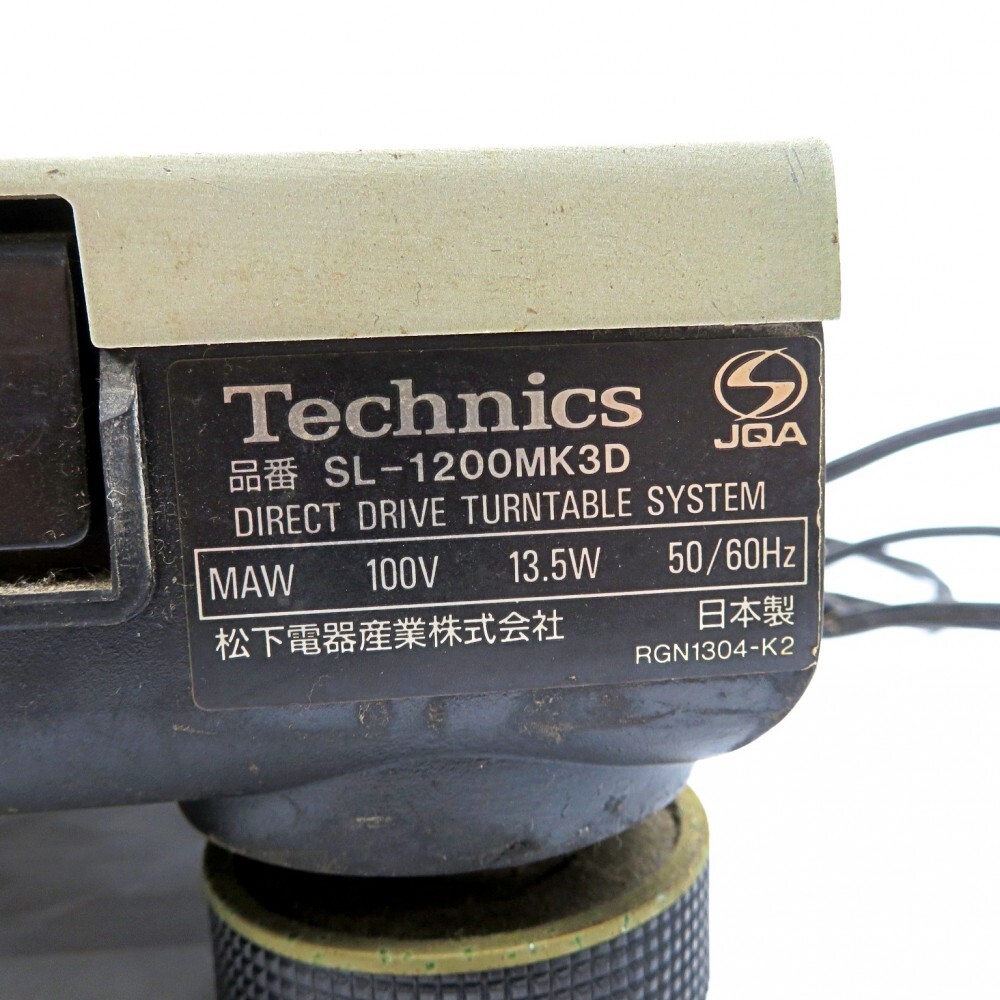 Technics
JQA
品番 SL-1200MK3D
DIRECT DRIVE TURNTABLE SYSTEM
MAW 100V 13.5W 50/60Hz
松下電器産業株式会社 日本製
RGN1304-K2